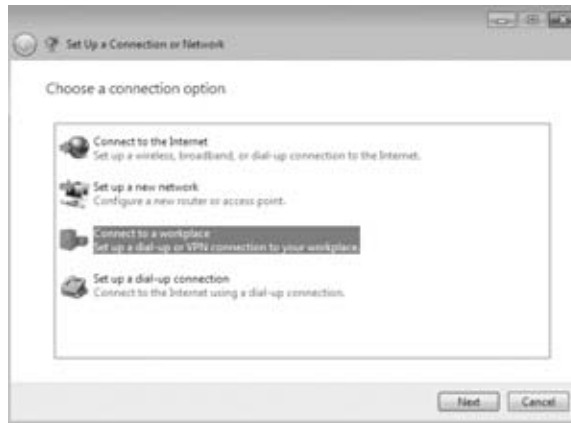 Set Up a Connection or Network
Choose a connection option
Connect to the Internet
Set up a wireless, broadband, or dial-up connection to the Internet.
Set up a new network
Configure a new router or access point.
Connect to a workplace
Set up a dial-up or VPN connection to your workplace.
Set up a dial-up connection
Connect to the Internet using a dial-up connection.
Next
Cancel